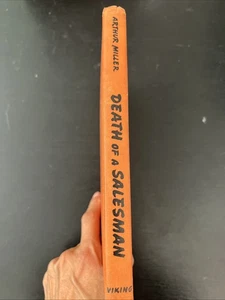 ARTHUR MILLER
DEATH OF A SALESMAN
VIKING